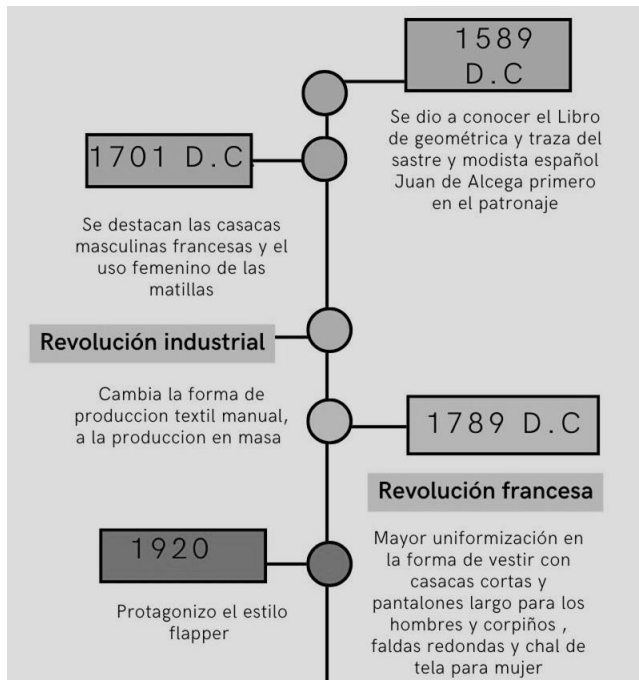 1589
D.C
Se dio a conocer el Libro
de geométrica y traza del
sastre y modista español
Juan de Alcega primero
en el patronaje
1701 D.C
Se destacan las casacas
masculinas francesas y el
uso femenino de las
matillas
Revolución industrial
Cambia la forma de
produccion textil manual,
a la produccion en masa
1789 D.C
Revolución francesa
Mayor uniformización en
la forma de vestir con
casacas cortas y
pantalones largo para los
hombres y corpiños ,
faldas redondas y chal de
tela para mujer
1920
Protagonizo el estilo
flapper